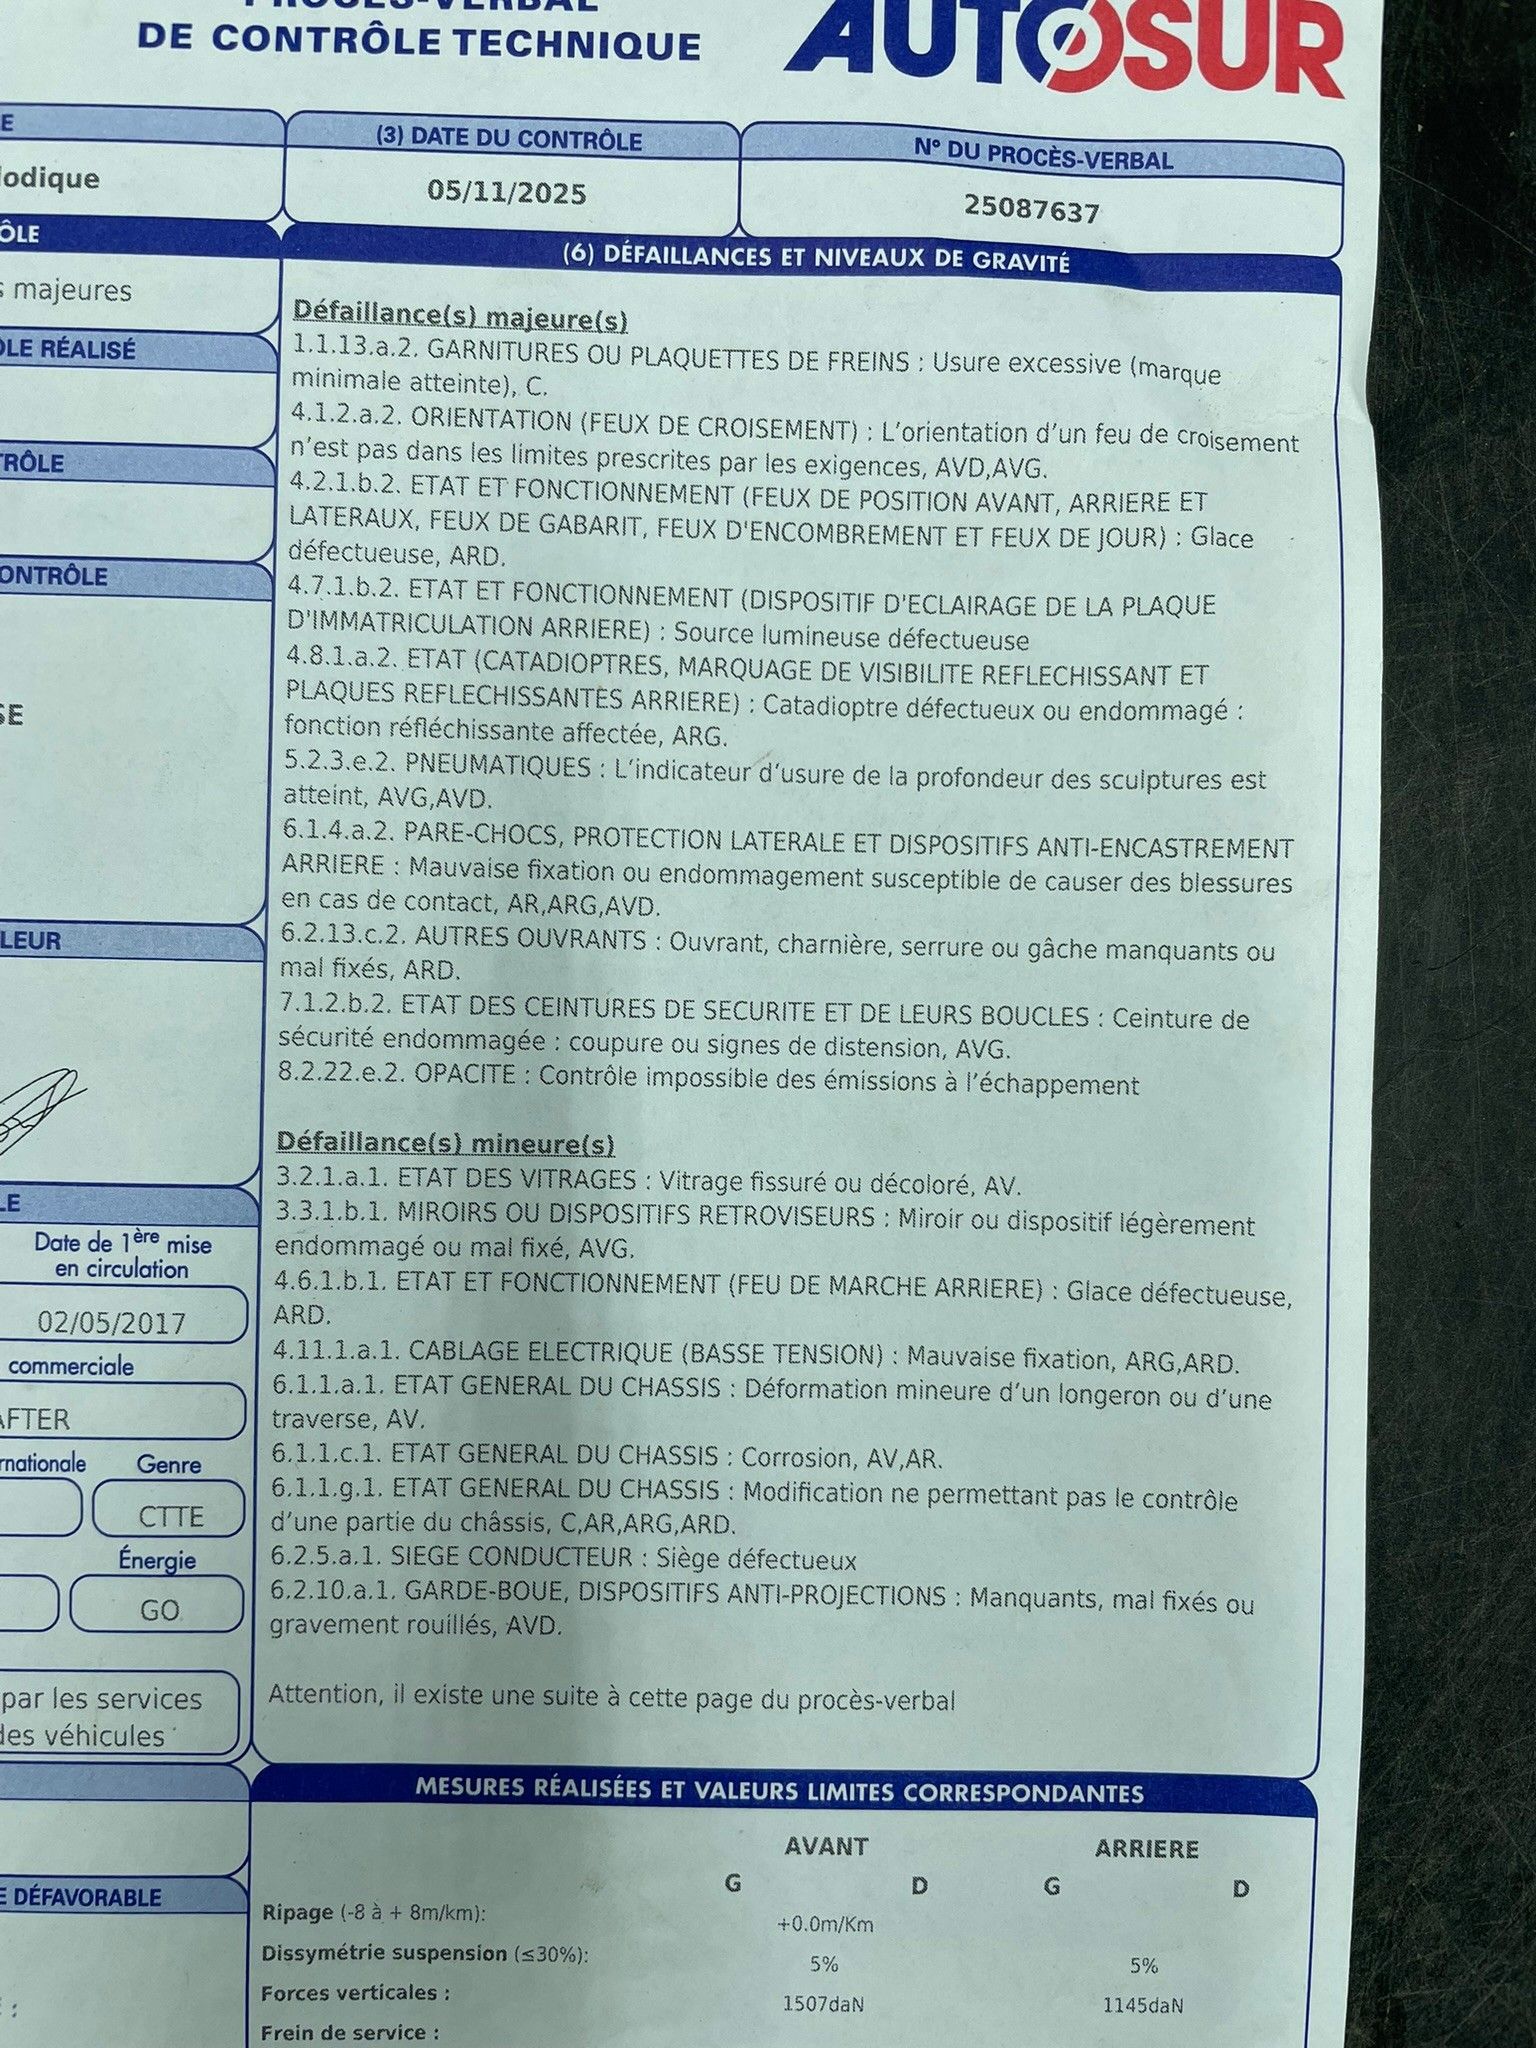 PROCÈS-VERBAL
DE CONTRÔLE TECHNIQUE
AUTOSUR
(3) DATE DU CONTRÔLE
N° DU PROCÈS-VERBAL
05/11/2025
25087637
(6) DÉFAILLANCES ET NIVEAUX DE GRAVITÉ
s majeures
LE RÉALISÉ
LEUR
Date de 1ère mise
en circulation
02/05/2017
commerciale
AFTER
rnationale
Genre
CTTE
Énergie
GO
par les services
des véhicules
E DÉFAVORABLE
Défaillance(s) majeure(s)
1.1.13.a.2. GARNITURES OU PLAQUETTES DE FREINS : Usure excessive (marque
minimale atteinte), C.
4.1.2.a.2. ORIENTATION (FEUX DE CROISEMENT) : L'orientation d'un feu de croisement
n'est pas dans les limites prescrites par les exigences, AVD,AVG.
4.2.1.b.2. ETAT ET FONCTIONNEMENT (FEUX DE POSITION AVANT, ARRIERE ET
LATERAUX, FEUX DE GABARIT, FEUX D'ENCOMBREMENT ET FEUX DE JOUR) : Glace
défectueuse, ARD.
4.7.1.b.2. ETAT ET FONCTIONNEMENT (DISPOSITIF D'ECLAIRAGE DE LA PLAQUE
D'IMMATRICULATION ARRIERE) : Source lumineuse défectueuse
4.8.1.a.2. ETAT (CATADIOPTRES, MARQUAGE DE VISIBILITE REFLECHISSANT ET
PLAQUES REFLECHISSANTES ARRIERE) : Catadioptre défectueux ou endommagé :
fonction réfléchissante affectée, ARG.
5.2.3.e.2. PNEUMATIQUES : L'indicateur d'usure de la profondeur des sculptures est
atteint, AVG,AVD.
6.1.4.a.2. PARE-CHOCS, PROTECTION LATERALE ET DISPOSITIFS ANTI-ENCASTREMENT
ARRIERE : Mauvaise fixation ou endommagement susceptible de causer des blessures
en cas de contact, AR,ARG,AVD.
6.2.13.c.2. AUTRES OUVRANTS : Ouvrant, charnière, serrure ou gâche manquants ou
mal fixés, ARD.
7.1.2.b.2. ETAT DES CEINTURES DE SECURITE ET DE LEURS BOUCLES : Ceinture de
sécurité endommagée : coupure ou signes de distension, AVG.
8.2.22.e.2. OPACITE : Contrôle impossible des émissions à l'échappement
Défaillance(s) mineure(s)
3.2.1.a.1. ETAT DES VITRAGES : Vitrage fissuré ou décoloré, AV.
3.3.1.b.1. MIROIRS OU DISPOSITIFS RETROVISEURS : Miroir ou dispositif légèrement
endommagé ou mal fixé, AVG.
4.6.1.b.1. ETAT ET FONCTIONNEMENT (FEU DE MARCHE ARRIERE) : Glace défectueuse,
ARD.
4.11.1.a.1. CABLAGE ELECTRIQUE (BASSE TENSION) : Mauvaise fixation, ARG,ARD.
6.1.1.a.1. ETAT GENERAL DU CHASSIS : Déformation mineure d'un longeron ou d'une
traverse, AV.
6.1.1.c.1. ETAT GENERAL DU CHASSIS : Corrosion, AV,AR.
6.1.1.g.1. ETAT GENERAL DU CHASSIS : Modification ne permettant pas le contrôle
d'une partie du châssis, C,AR,ARG,ARD.
6.2.5.a.1. SIEGE CONDUCTEUR : Siège défectueux
6.2.10.a.1. GARDE-BOUE, DISPOSITIFS ANTI-PROJECTIONS : Manquants, mal fixés ou
gravement rouillés, AVD.
Attention, il existe une suite à cette page du procès-verbal
MESURES RÉALISÉES ET VALEURS LIMITES CORRESPONDANTES
AVANT ARRIERE
G D G D
Ripage (-8 à + 8m/km): +0.0m/Km
Dissymétrie suspension (≤30%): 5% 5%
Forces verticales : 1507daN 1145daN
Frein de service :